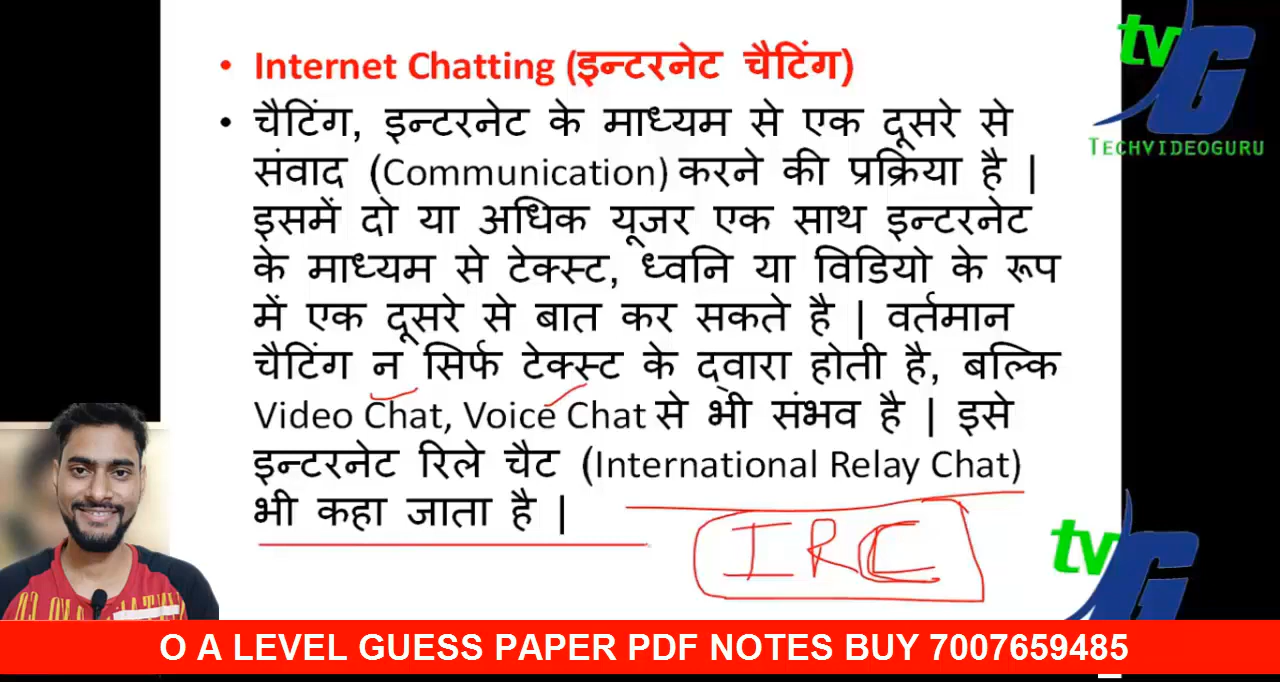 • Internet Chatting (इन्टरनेट चैटिंग)
• चैटिंग, इन्टरनेट के माध्यम से एक दूसरे से
संवाद (Communication) करने की प्रक्रिया है |
इसमें दो या अधिक यूजर एक साथ इन्टरनेट
के माध्यम से टेक्स्ट, ध्वनि या विडियो के रूप
में एक दूसरे से बात कर सकते है | वर्तमान
चैटिंग न सिर्फ टेक्स्ट के द्वारा होती है, बल्कि
Video Chat, Voice Chat से भी संभव है | इसे
इन्टरनेट रिले चैट (International Relay Chat)
भी कहा जाता है |
IRC
tvG
TECHVIDEOGURU
tvG
O A LEVEL GUESS PAPER PDF NOTES BUY 7007659485